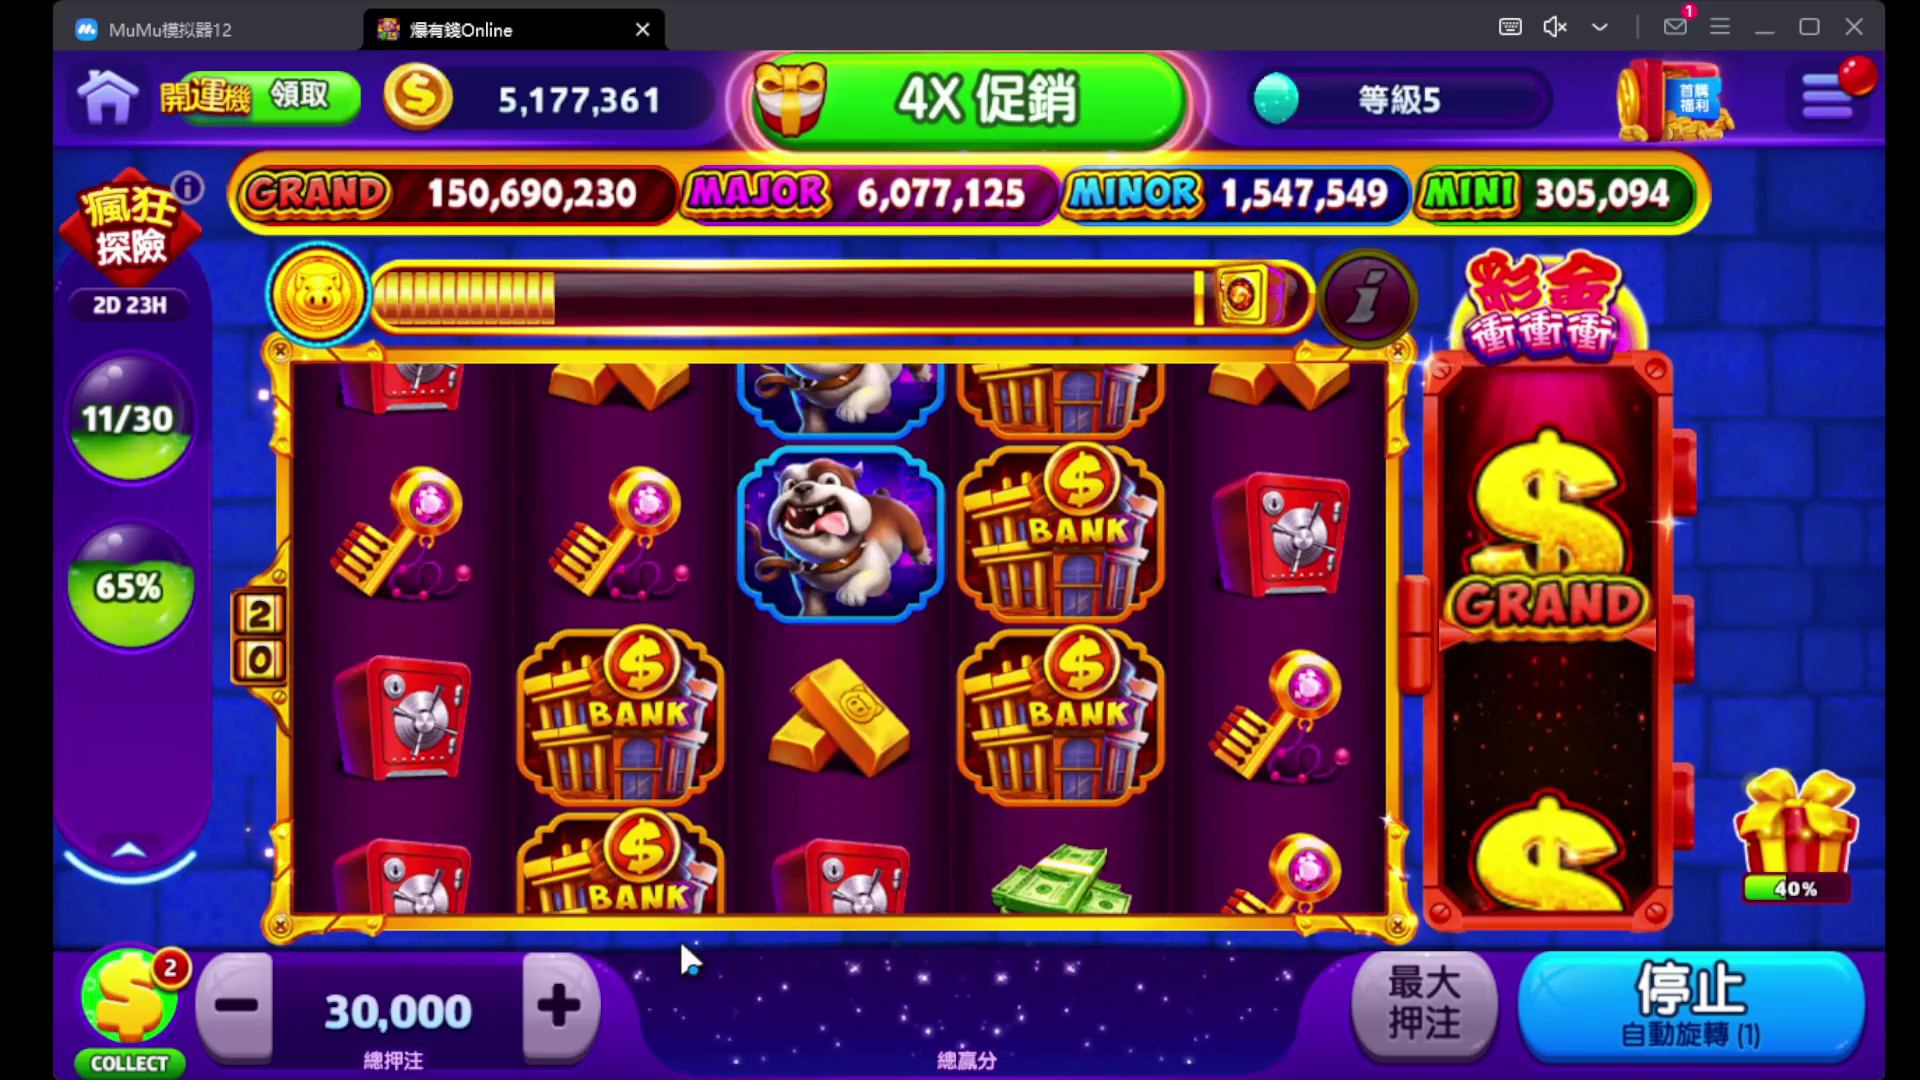 MuMu模拟器12
爆有錢Online
1
開運機 領取
5,177,361
4X 促銷
等級5
首購
福利
瘋狂
探險
2D 23H
GRAND 150,690,230
MAJOR 6,077,125
MINOR 1,547,549
MINI 305,094
彩金
衝衝衝
11/30
65%
2
0
BANK
BANK
BANK
BANK
GRAND
40%
2
COLLECT
30,000
總押注
總贏分
最大
押注
停止
自動旋轉 (1)